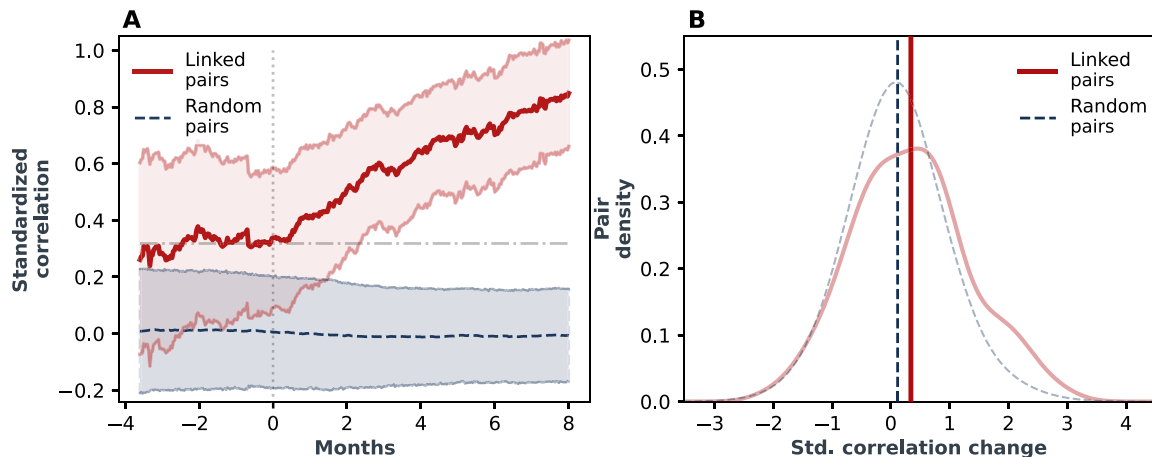 A
Standardized
correlation
1.0
0.8
0.6
0.4
0.2
0.0
−0.2
Linked
pairs
Random
pairs
−4
−2
0
2
4
6
8
Months
B
Pair
density
0.5
0.4
0.3
0.2
0.1
0.0
Linked
pairs
Random
pairs
−3
−2
−1
0
1
2
3
4
Std. correlation change